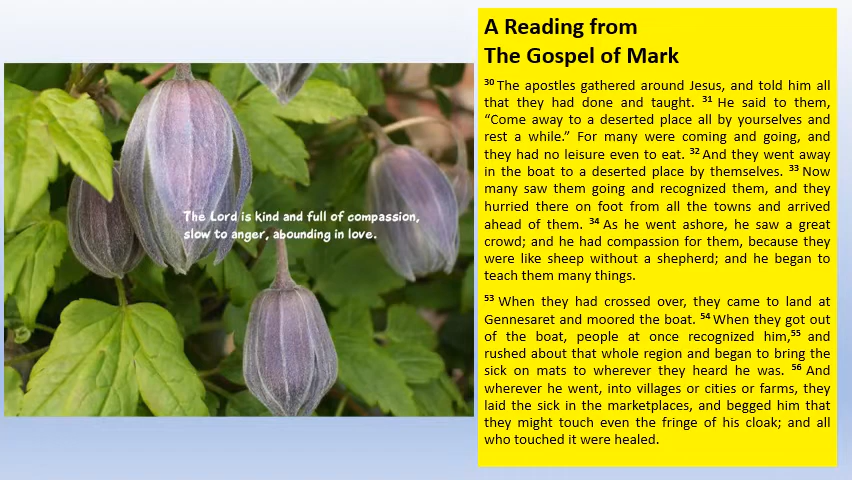 The Lord is kind and full of compassion,
slow to anger, abounding in love.
A Reading from
The Gospel of Mark
30 The apostles gathered around Jesus, and told him all
that they had done and taught. 31 He said to them,
“Come away to a deserted place all by yourselves and
rest a while.” For many were coming and going, and
they had no leisure even to eat. 32 And they went away
in the boat to a deserted place by themselves. 33 Now
many saw them going and recognized them, and they
hurried there on foot from all the towns and arrived
ahead of them. 34 As he went ashore, he saw a great
crowd; and he had compassion for them, because they
were like sheep without a shepherd; and he began to
teach them many things.
53 When they had crossed over, they came to land at
Gennesaret and moored the boat. 54 When they got out
of the boat, people at once recognized him,55 and
rushed about that whole region and began to bring the
sick on mats to wherever they heard he was. 56 And
wherever he went, into villages or cities or farms, they
laid the sick in the marketplaces, and begged him that
they might touch even the fringe of his cloak; and all
who touched it were healed.